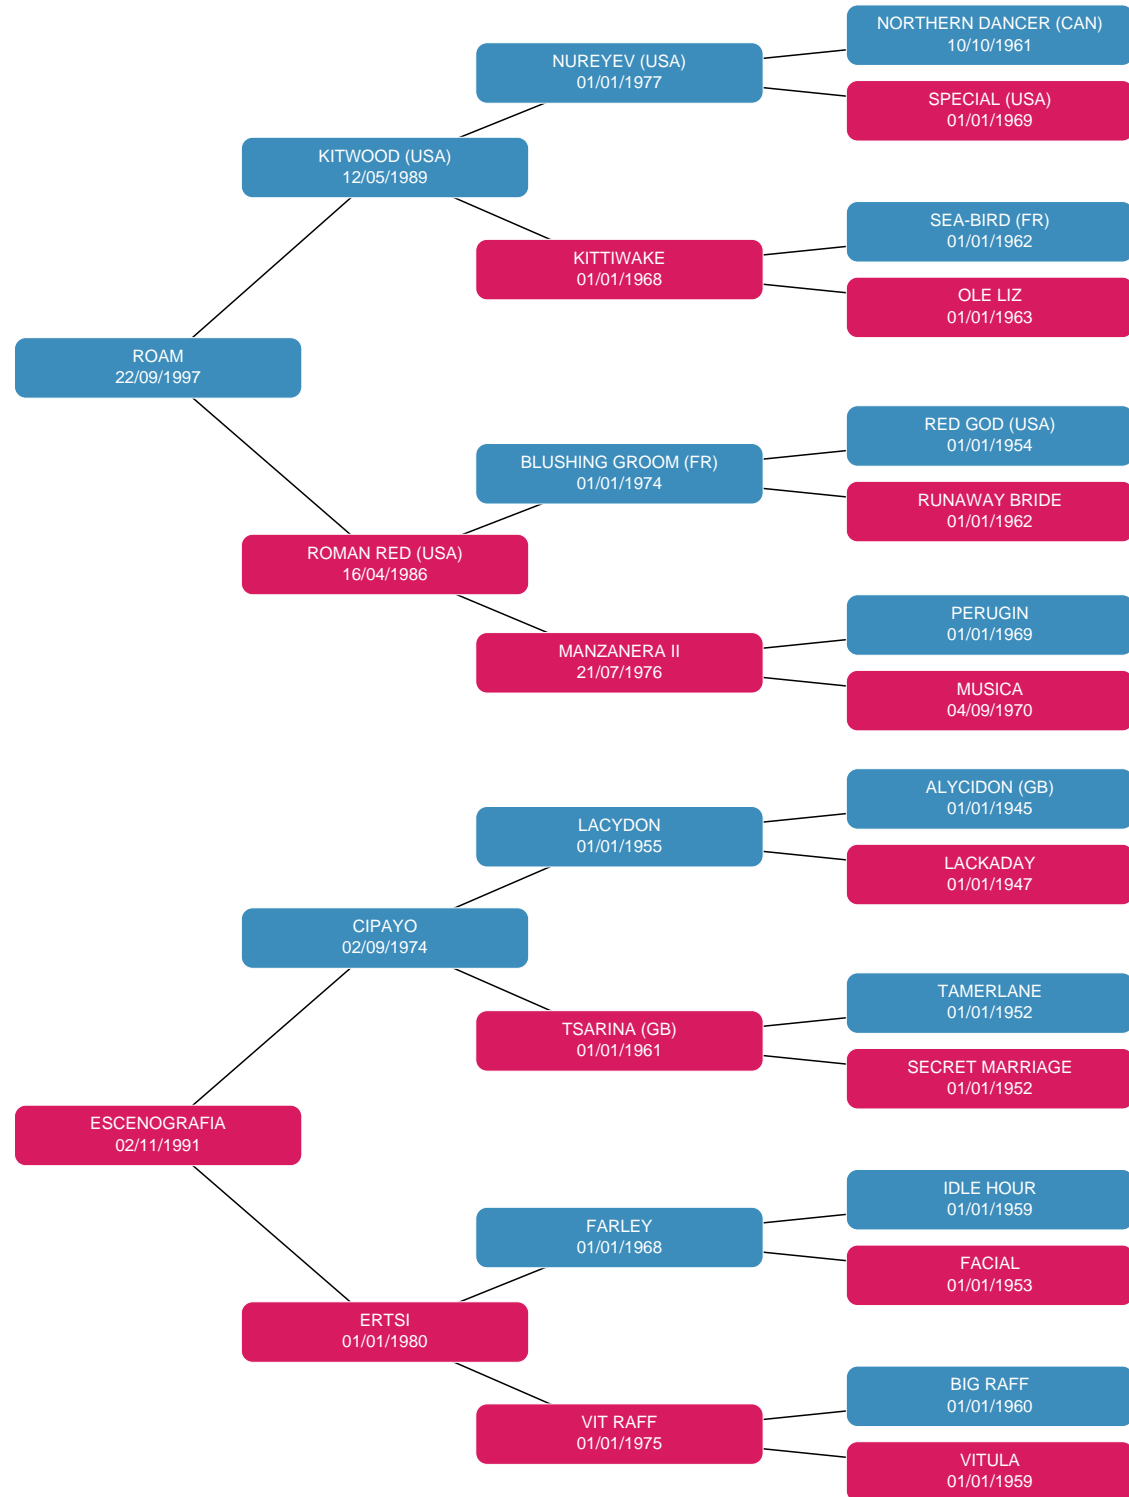 NORTHERN DANCER (CAN)
10/10/1961
NUREYEV (USA)
01/01/1977
SPECIAL (USA)
01/01/1969
KITWOOD (USA)
12/05/1989
SEA-BIRD (FR)
01/01/1962
KITTIWAKE
01/01/1968
OLE LIZ
01/01/1963
ROAM
22/09/1997
RED GOD (USA)
01/01/1954
BLUSHING GROOM (FR)
01/01/1974
RUNAWAY BRIDE
01/01/1962
ROMAN RED (USA)
16/04/1986
PERUGIN
01/01/1969
MANZANERA II
21/07/1976
MUSICA
04/09/1970
ALYCIDON (GB)
01/01/1945
LACYDON
01/01/1955
LACKADAY
01/01/1947
CIPAYO
02/09/1974
TAMERLANE
01/01/1952
TSARINA (GB)
01/01/1961
SECRET MARRIAGE
01/01/1952
ESCENOGRAFIA
02/11/1991
IDLE HOUR
01/01/1959
FARLEY
01/01/1968
FACIAL
01/01/1953
ERTSI
01/01/1980
BIG RAFF
01/01/1960
VIT RAFF
01/01/1975
VITULA
01/01/1959